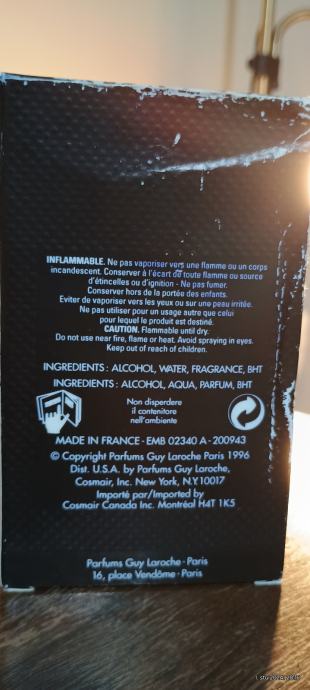 INFLAMMABLE. Ne pas vaporiser vers une flamme ou un corps
incandescent. Conserver à l'écart de toute flamme ou source
d'étincelles ou d'ignition - Ne pas fumer.
Conserver hors de la portée des enfants.
Eviter de vaporiser vers les yeux ou sur une peau irritée.
Ne pas utiliser pour un usage autre que celui
pour lequel le produit est destiné.
CAUTION. Flammable until dry.
Do not use near fire, flame or heat. Avoid spraying in eyes.
Keep out of reach of children.
INGREDIENTS : ALCOHOL, WATER, FRAGRANCE, BHT
INGREDIENTS : ALCOHOL, AQUA, PARFUM, BHT
Non disperdere
il contenitore
nell'ambiente
MADE IN FRANCE · EMB 02340 A · 200943
© Copyright Parfums Guy Laroche Paris 1996
Dist. U.S.A. by Parfums Guy Laroche,
Cosmair, Inc. New York, N.Y.10017
Importé par/Imported by
Cosmair Canada Inc. Montréal H4T 1K5
Parfums Guy Laroche · Paris
16, place Vendôme · Paris